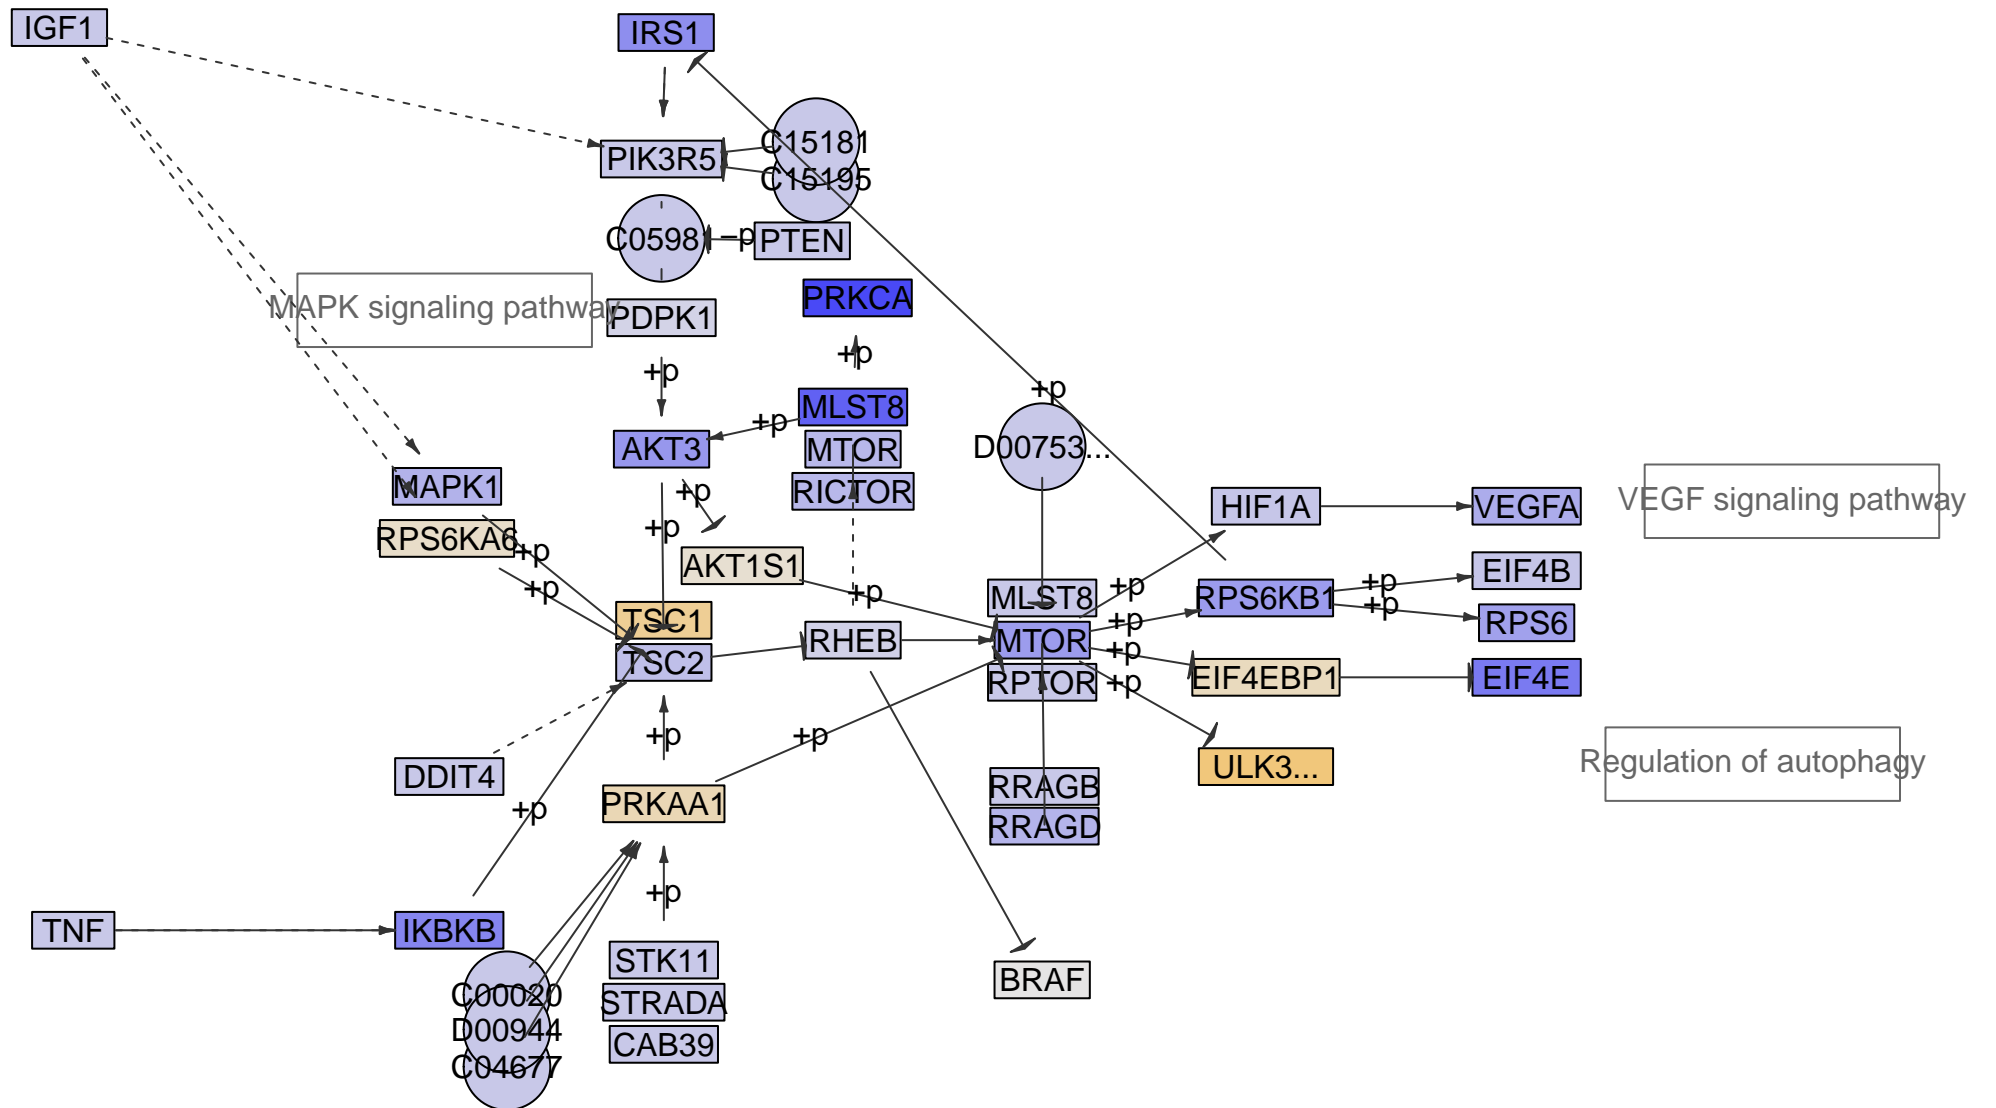 IGF1
IRS1
C15181
PIK3R5
C15195
C0598
−p
PTEN
PRKCA
MAPK signaling pathway
PDPK1
+p
+p
+p
MLST8
+p
AKT3
MTOR
D00753...
MAPK1
RICTOR
+p
VEGF signaling pathway
HIF1A
VEGFA
+p
RPS6KA6
+p
AKT1S1
EIF4B
+p
+p
+p
+p
MLST8
RPS6KB1
+p
TSC1
+p
RPS6
RHEB
MTOR
+p
TSC2
RPTOR
+p
EIF4EBP1
EIF4E
+p
+p
DDIT4
ULK3...
Regulation of autophagy
RRAGB
PRKAA1
+p
RRAGD
+p
TNF
IKBKB
STK11
BRAF
C00020
STRADA
D00944
CAB39
C04677